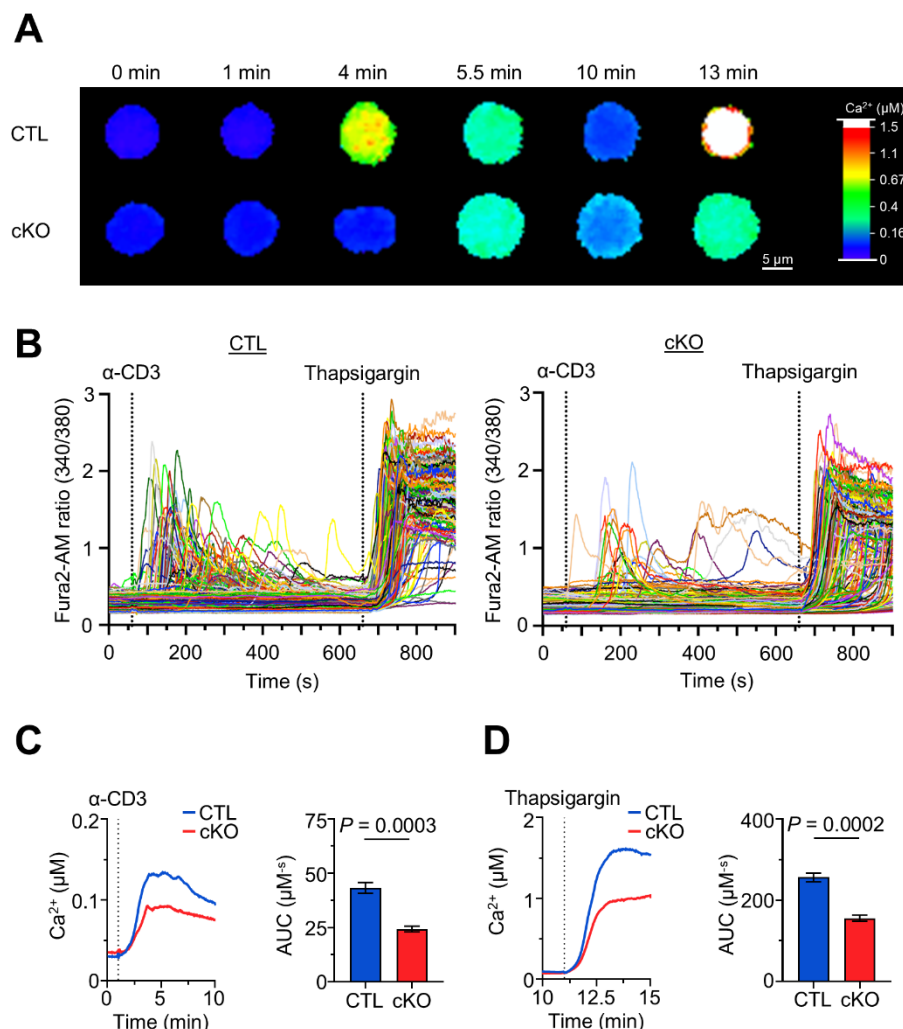 A
0 min 1 min 4 min 5.5 min 10 min 13 min
CTL
cKO
Ca²⁺ (µM)
1.5
1.1
0.67
0.4
0.16
0
5 µm
B
CTL
cKO
α-CD3 Thapsigargin
α-CD3 Thapsigargin
Fura2-AM ratio (340/380)
3
2
1
0
0 200 400 600 800
Time (s)
Fura2-AM ratio (340/380)
3
2
1
0
0 200 400 600 800
Time (s)
C
α-CD3
CTL
cKO
Ca²⁺ (µM)
0.2
0.1
0
0 5 10
Time (min)
AUC (µM⁻ˢ)
75
50
25
0
P = 0.0003
CTL cKO
D
Thapsigargin
CTL
cKO
Ca²⁺ (µM)
2
1
0
10 12.5 15
Time (min)
AUC (µM⁻ˢ)
400
200
0
P = 0.0002
CTL cKO